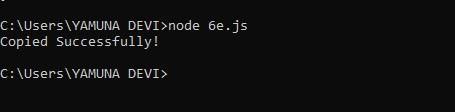 C:\Users\YAMUNA DEVI>node 6e.js
Copied Successfully!
C:\Users\YAMUNA DEVI>